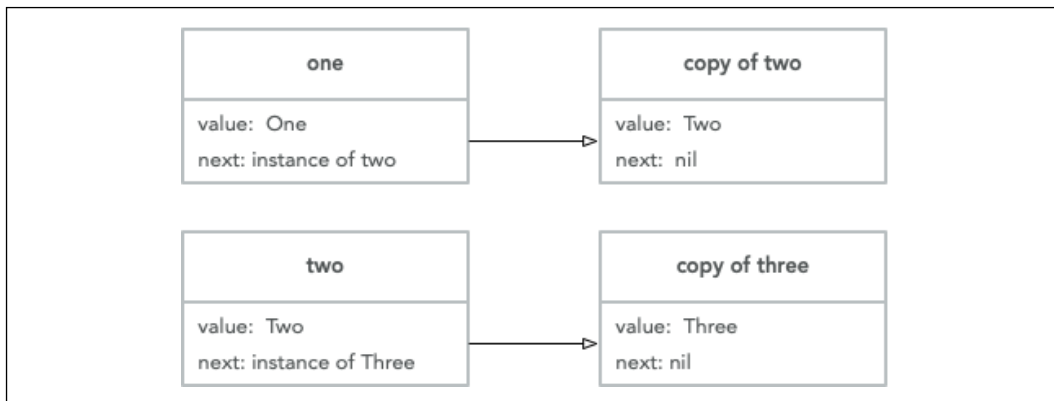 one
value: One
next: instance of two
copy of two
value: Two
next: nil
two
value: Two
next: instance of Three
copy of three
value: Three
next: nil